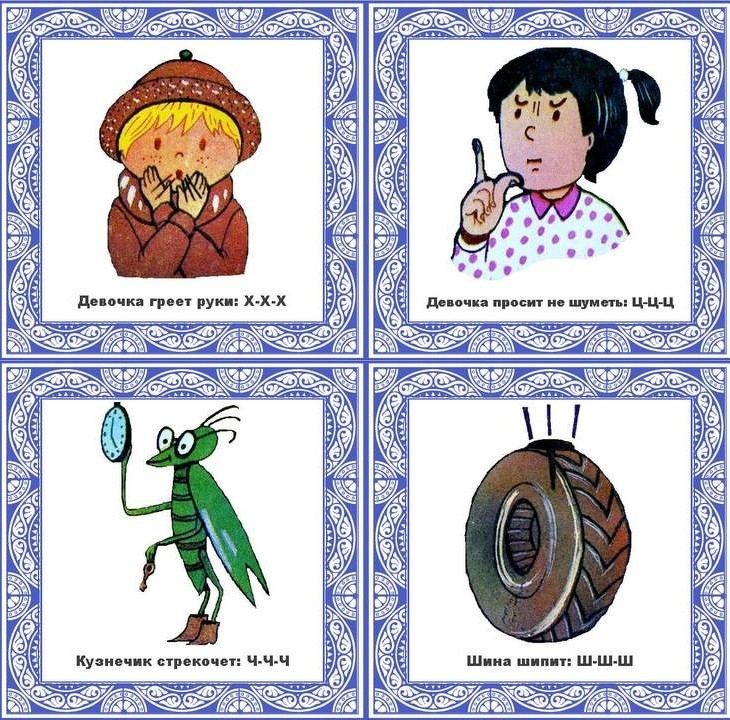 Девочка греет руки: Х-Х-Х
Девочка просит не шуметь: Ц-Ц-Ц
Кузнечик стрекочет: Ч-Ч-Ч
Шина шипит: Ш-Ш-Ш